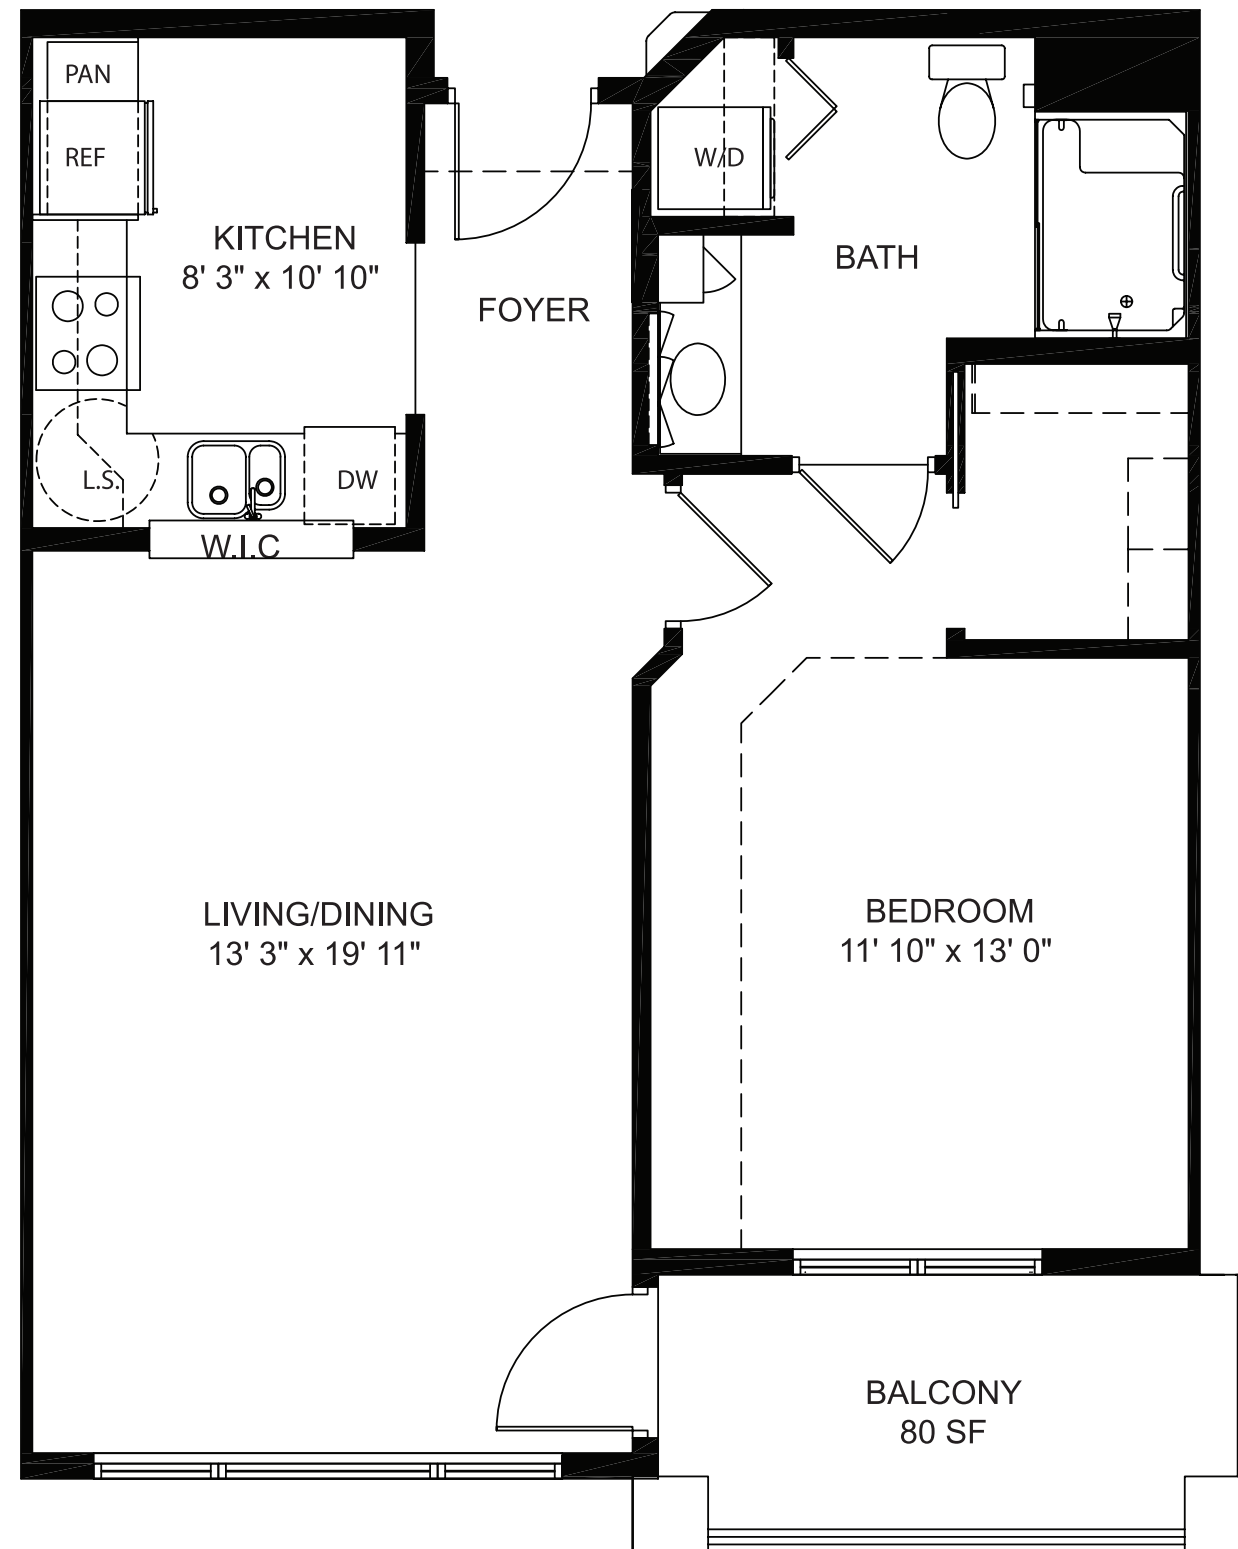 PAN
REF
KITCHEN
8' 3" x 10' 10"
L.S.
DW
W.I.C
FOYER
W/D
BATH
LIVING/DINING
13' 3" x 19' 11"
BEDROOM
11' 10" x 13' 0"
BALCONY
80 SF